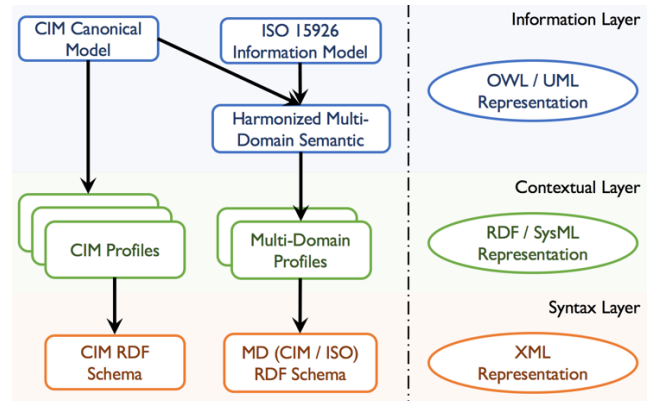 CIM Canonical
Model
ISO 15926
Information Model
Information Layer
OWL / UML
Representation
Harmonized Multi-
Domain Semantic
Contextual Layer
CIM Profiles
Multi-Domain
Profiles
RDF / SysML
Representation
Syntax Layer
CIM RDF
Schema
MD (CIM / ISO)
RDF Schema
XML
Representation